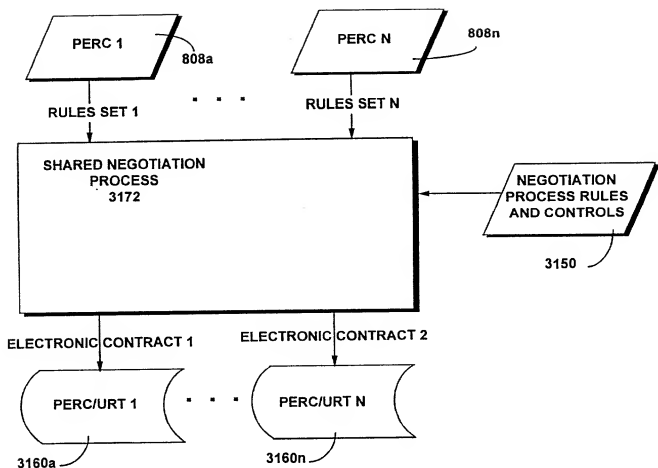 PERC 1
808a
PERC N
808n
RULES SET 1
. . .
RULES SET N
SHARED NEGOTIATION
PROCESS
3172
NEGOTIATION
PROCESS RULES
AND CONTROLS
3150
ELECTRONIC CONTRACT 1
ELECTRONIC CONTRACT 2
PERC/URT 1
. . .
PERC/URT N
3160a
3160n